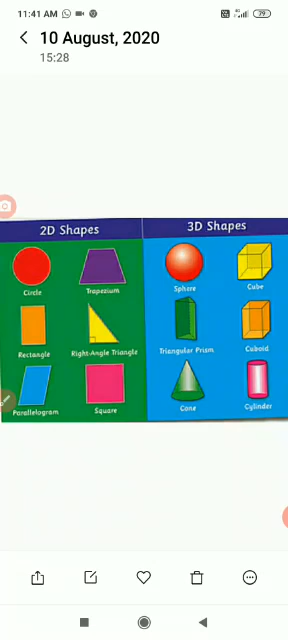 11:41 AM
79
10 August, 2020
15:28
2D Shapes
3D Shapes
Circle
Trapezium
Sphere
Cube
Rectangle
Right-Angle Triangle
Triangular Prism
Cuboid
Parallelogram
Square
Cone
Cylinder